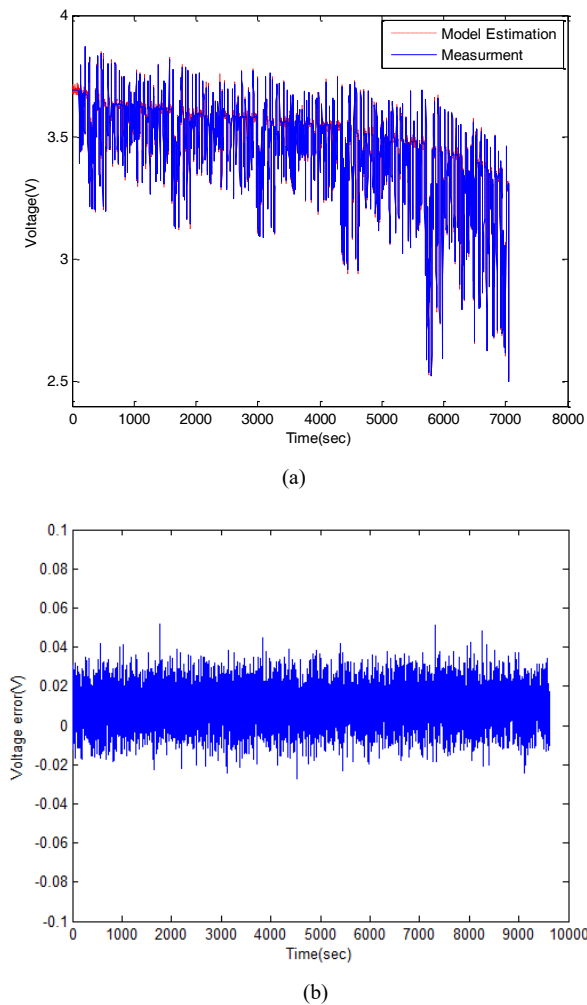 4
3.5
3
2.5
Voltage(V)
Model Estimation
Measurment
0 1000 2000 3000 4000 5000 6000 7000 8000
Time(sec)
(a)
0.1
0.08
0.06
0.04
0.02
0
-0.02
-0.04
-0.06
-0.08
-0.1
Voltage error(V)
0 1000 2000 3000 4000 5000 6000 7000 8000 9000 10000
Time(sec)
(b)